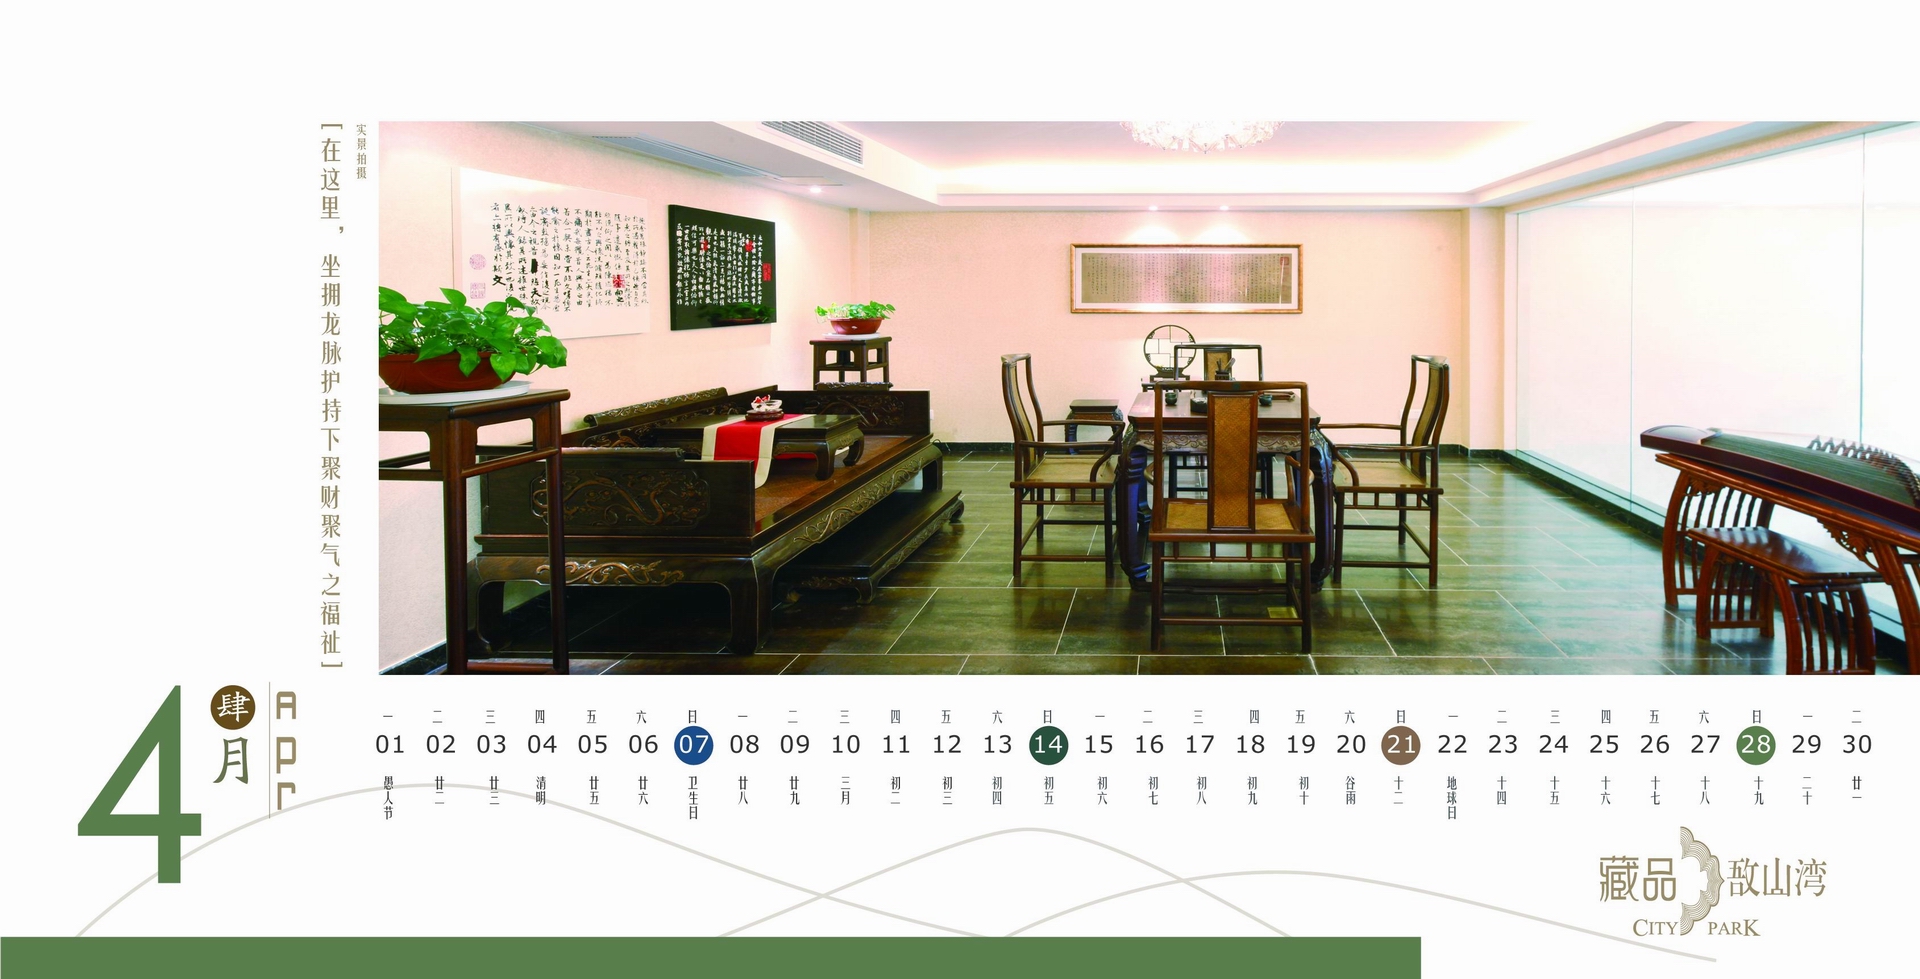 实景拍摄
[在这里，坐拥龙脉护持下聚财聚气之福祉]
4
肆月
Apr
一 二 三 四 五 六 日 一 二 三 四 五 六 日 一 二 三 四 五 六 日 一 二 三 四 五 六 日 一 二
01 02 03 04 05 06 07 08 09 10 11 12 13 14 15 16 17 18 19 20 21 22 23 24 25 26 27 28 29 30
愚人节 廿二 廿三 清明 廿五 廿六 卫生日 廿八 廿九 三月 初二 初三 初四 初五 初六 初七 初八 初九 初十 谷雨 十二 地球日 十四 十五 十六 十七 十八 十九 二十 廿一
藏品 敔山湾
CITY PARK